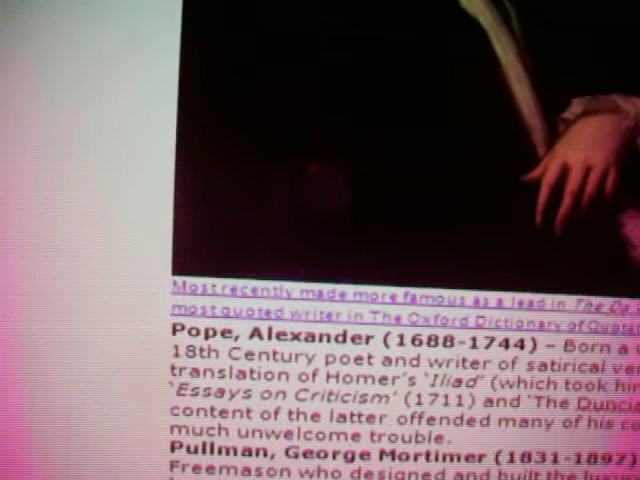 Most recently made more famous as a lead in The Da
most quoted writer in The Oxford Dictionary of
Pope, Alexander (1688-1744) – Born a
18th Century poet and writer of satirical
translation of Homer's 'Iliad' (which took
'Essays on Criticism' (1711) and 'The
content of the latter offended many of his
much unwelcome trouble.
Pullman, George Mortimer (1831-1897)
Freemason who designed and built the